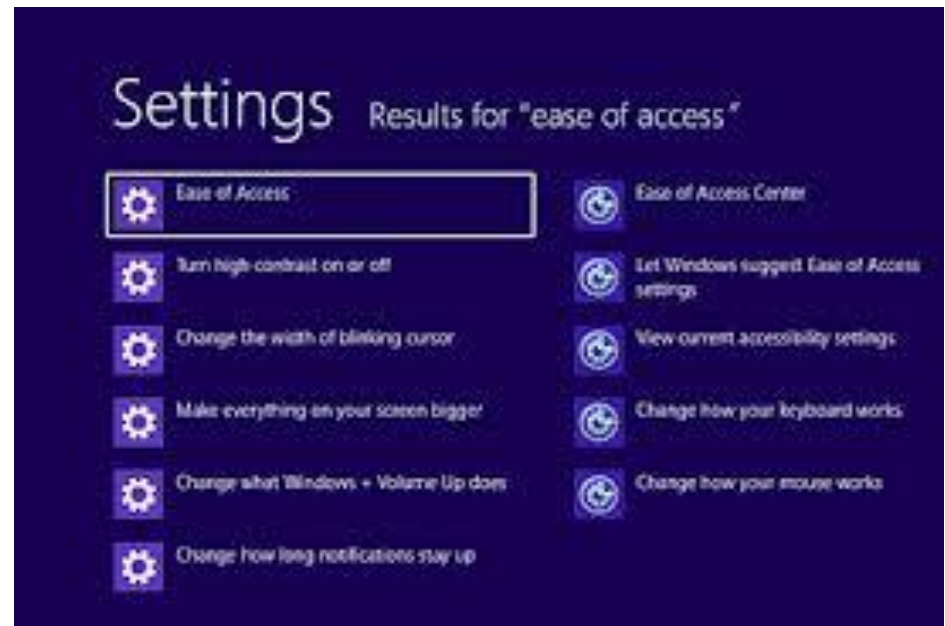 Settings Results for "ease of access"
Ease of Access
Turn high-contrast on or off
Change the width of blinking cursor
Make everything on your screen bigger
Change what Windows + Volume Up does
Change how long notifications stay up
Ease of Access Center
Let Windows suggest Ease of Access
settings
View current accessibility settings
Change how your keyboard works
Change how your mouse works